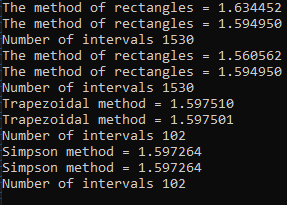 The method of rectangles = 1.634452
The method of rectangles = 1.594950
Number of intervals 1530
The method of rectangles = 1.560562
The method of rectangles = 1.594950
Number of intervals 1530
Trapezoidal method = 1.597510
Trapezoidal method = 1.597501
Number of intervals 102
Simpson method = 1.597264
Simpson method = 1.597264
Number of intervals 102